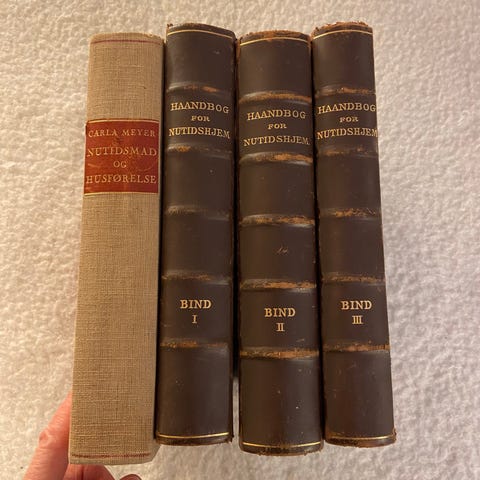 CARLA MEYER
NUTIDSMAD
OG
HUSFØRELSE
HAANDBOG
FOR
NUTIDSHJEM.
BIND
I
HAANDBOG
FOR
NUTIDSHJEM.
BIND
II
HAANDBOG
FOR
NUTIDSHJEM.
BIND
III